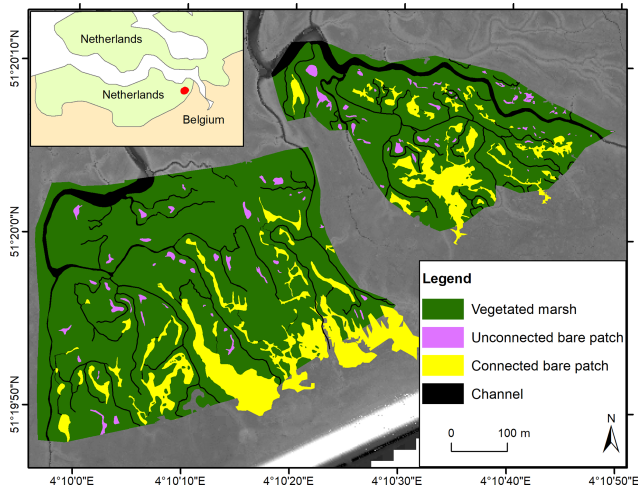 Netherlands
Netherlands
Belgium
51°20'10"N
51°20'0"N
51°19'50"N
Legend
Vegetated marsh
Unconnected bare patch
Connected bare patch
Channel
N
0 100 m
4°10'0"E 4°10'10"E 4°10'20"E 4°10'30"E 4°10'40"E 4°10'50"E